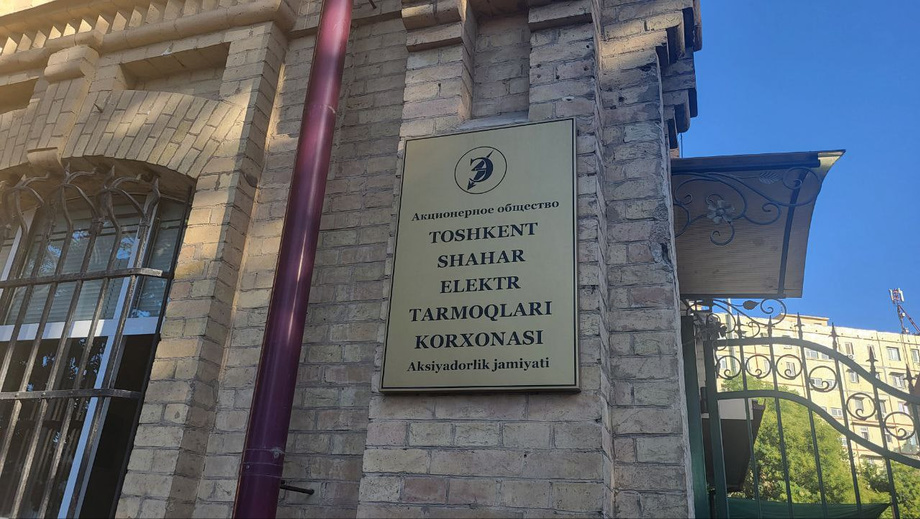 Акционерное общество
TOSHKENT
SHAHAR
ELEKTR
TARMOQLARI
KORXONASI
Aksiyadorlik jamiyati